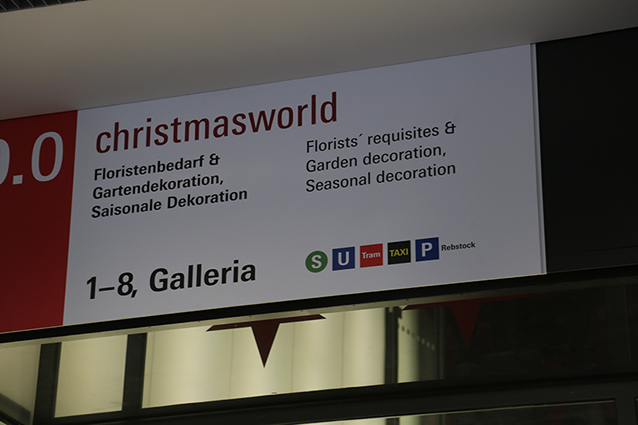 .0
christmasworld
Floristenbedarf &
Gartendekoration,
Saisonale Dekoration
Florists´ requisites &
Garden decoration,
Seasonal decoration
1–8, Galleria
S U Tram TAXI P Rebstock